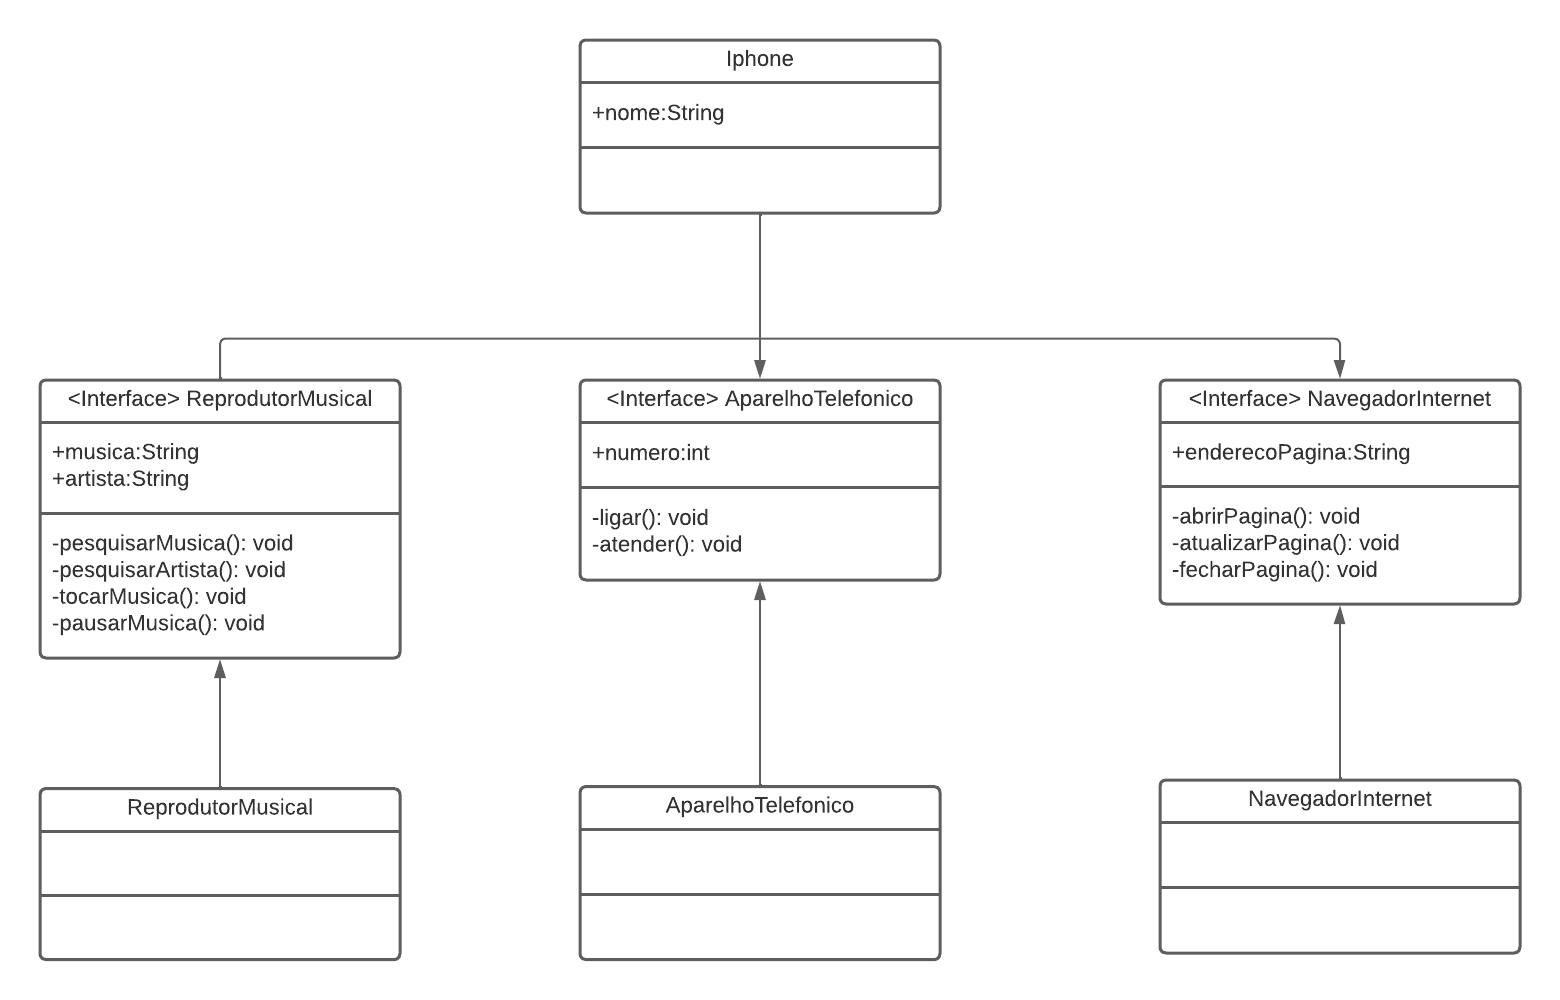 Iphone
+nome:String
<Interface> ReprodutorMusical
+musica:String
+artista:String
-pesquisarMusica(): void
-pesquisarArtista(): void
-tocarMusica(): void
-pausarMusica(): void
<Interface> AparelhoTelefonico
+numero:int
-ligar(): void
-atender(): void
<Interface> NavegadorInternet
+enderecoPagina:String
-abrirPagina(): void
-atualizarPagina(): void
-fecharPagina(): void
ReprodutorMusical
AparelhoTelefonico
NavegadorInternet